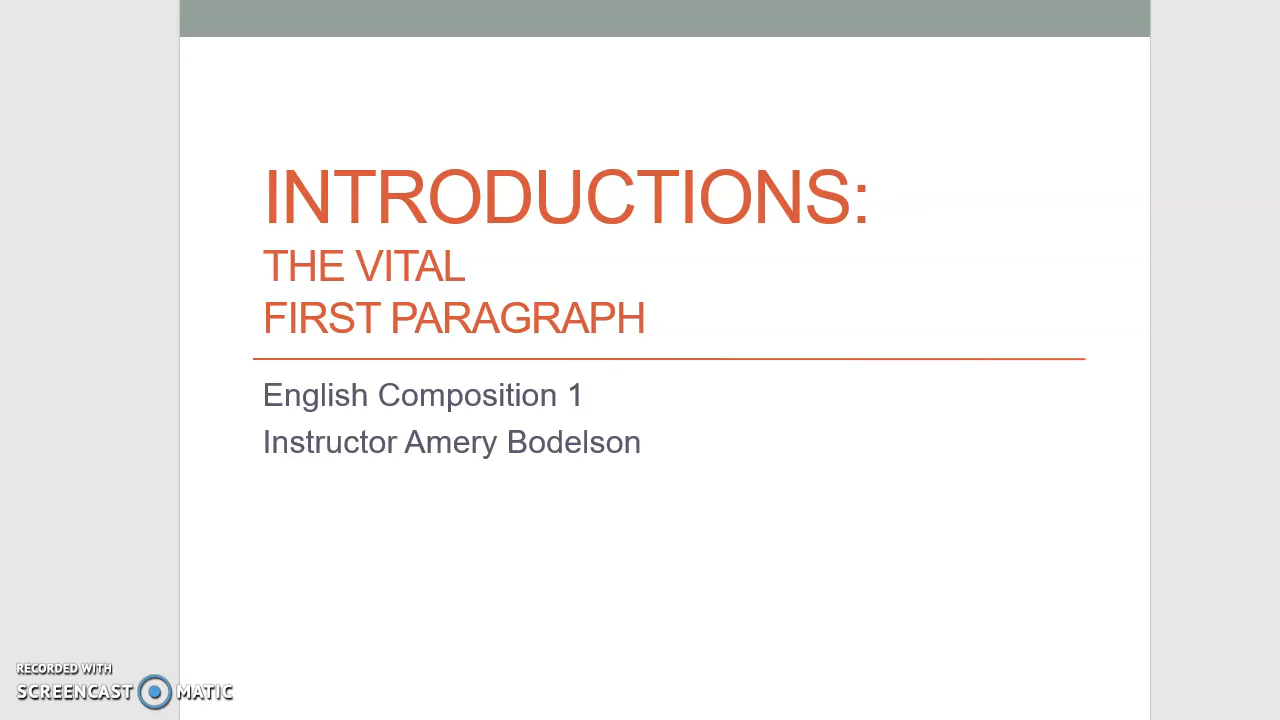 INTRODUCTIONS:
THE VITAL
FIRST PARAGRAPH
English Composition 1
Instructor Amery Bodelson
RECORDED WITH
SCREENCAST MATIC